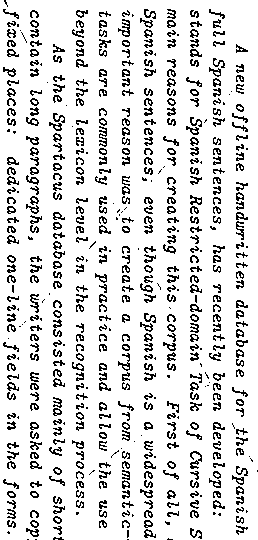 A new offline handwritten database for the Spanish
full Spanish sentences, has recently been developed:
stands for Spanish Restricted-domain Task of Cursive S
main reasons for creating this corpus. First of all,
Spanish sentences, even though Spanish is a widespread
important reason was to create a corpus from semantic-
tasks are commonly used in practice and allow the use
beyond the lexicon level in the recognition process.
As the Spartacus database consisted mainly of short
contain long paragraphs, the writers were asked to cop
fixed places: dedicated one-line fields in the forms.